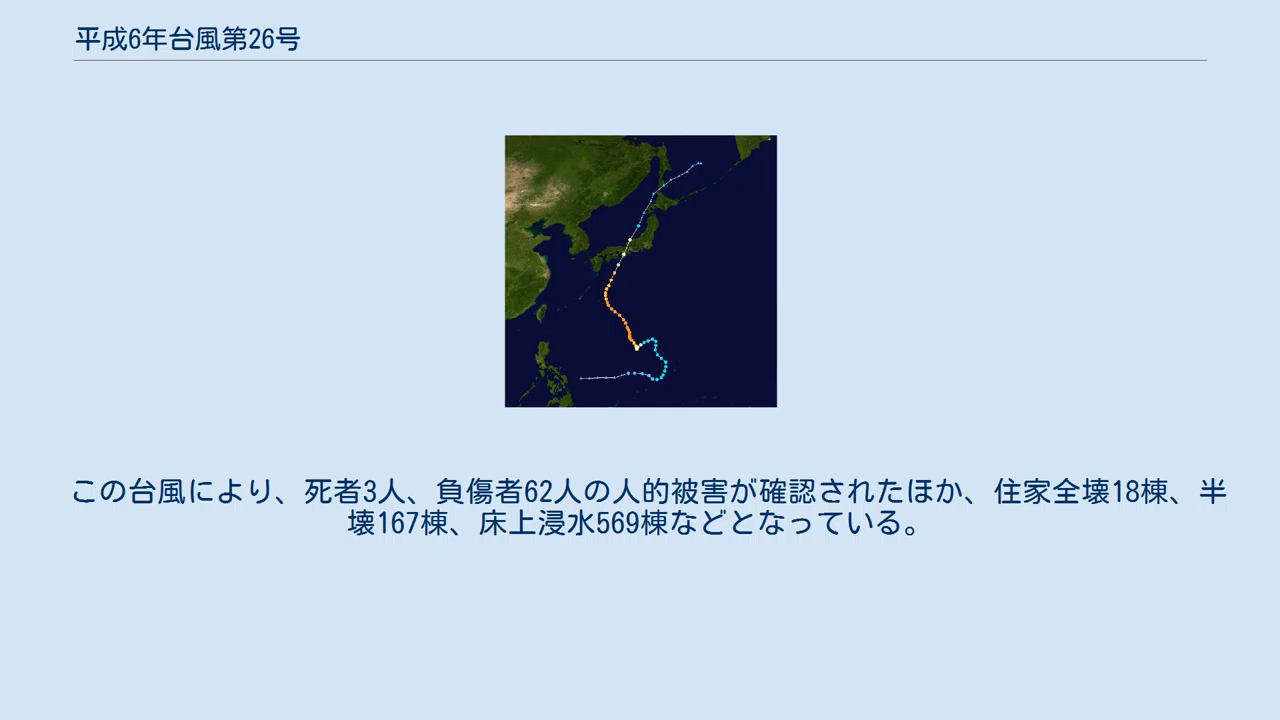 平成6年台風第26号
この台風により、死者3人、負傷者62人の人的被害が確認されたほか、住家全壊18棟、半
壊167棟、床上浸水569棟などとなっている。